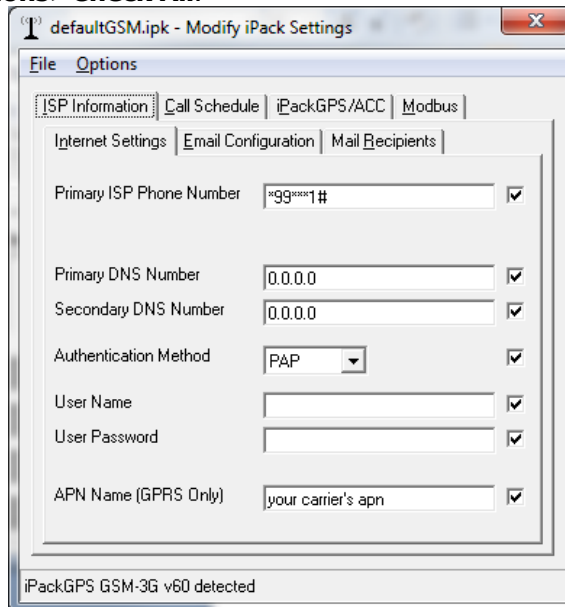 defaultGSM.ipk - Modify iPack Settings
File Options
ISP Information Call Schedule iPackGPS/ACC Modbus
Internet Settings Email Configuration Mail Recipients
Primary ISP Phone Number *99***1#
Primary DNS Number 0.0.0.0
Secondary DNS Number 0.0.0.0
Authentication Method PAP
User Name
User Password
APN Name (GPRS Only) your carrier's apn
iPackGPS GSM-3G v60 detected